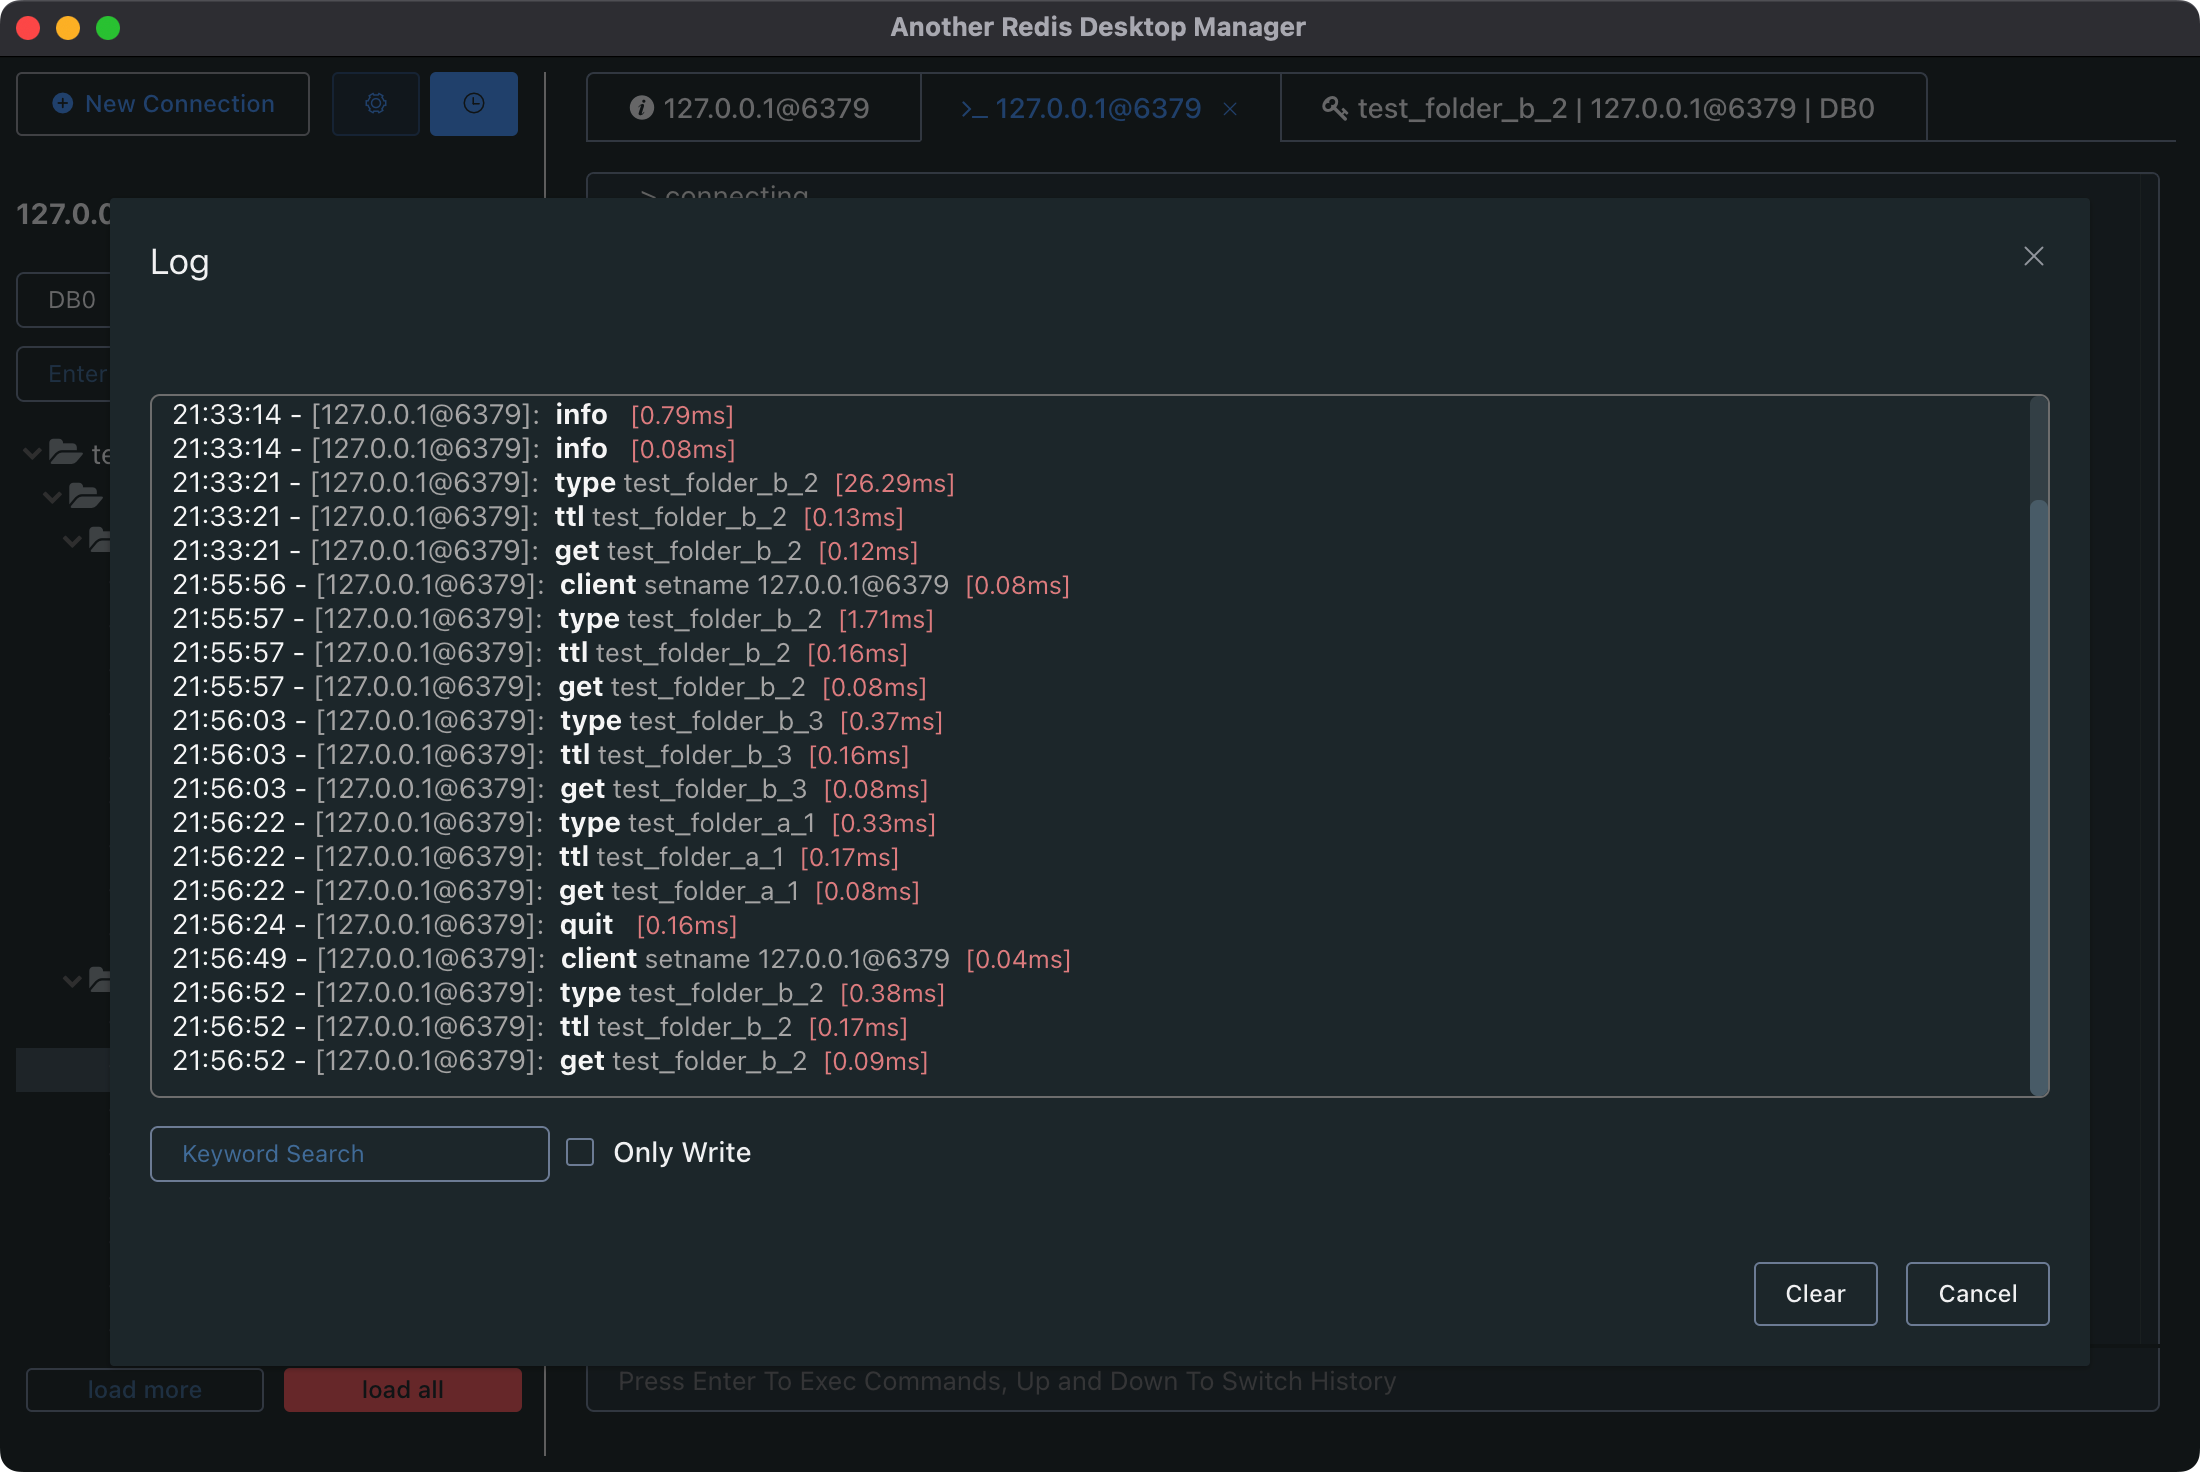 Another Redis Desktop Manager
New Connection
127.0.0.1@6379
>_ 127.0.0.1@6379
test_folder_b_2 | 127.0.0.1@6379 | DB0
> connecting
Log
DB0
Enter
21:33:14 - [127.0.0.1@6379]: info [0.79ms]
21:33:14 - [127.0.0.1@6379]: info [0.08ms]
21:33:21 - [127.0.0.1@6379]: type test_folder_b_2 [26.29ms]
21:33:21 - [127.0.0.1@6379]: ttl test_folder_b_2 [0.13ms]
21:33:21 - [127.0.0.1@6379]: get test_folder_b_2 [0.12ms]
21:55:56 - [127.0.0.1@6379]: client setname 127.0.0.1@6379 [0.08ms]
21:55:57 - [127.0.0.1@6379]: type test_folder_b_2 [1.71ms]
21:55:57 - [127.0.0.1@6379]: ttl test_folder_b_2 [0.16ms]
21:55:57 - [127.0.0.1@6379]: get test_folder_b_2 [0.08ms]
21:56:03 - [127.0.0.1@6379]: type test_folder_b_3 [0.37ms]
21:56:03 - [127.0.0.1@6379]: ttl test_folder_b_3 [0.16ms]
21:56:03 - [127.0.0.1@6379]: get test_folder_b_3 [0.08ms]
21:56:22 - [127.0.0.1@6379]: type test_folder_a_1 [0.33ms]
21:56:22 - [127.0.0.1@6379]: ttl test_folder_a_1 [0.17ms]
21:56:22 - [127.0.0.1@6379]: get test_folder_a_1 [0.08ms]
21:56:24 - [127.0.0.1@6379]: quit [0.16ms]
21:56:49 - [127.0.0.1@6379]: client setname 127.0.0.1@6379 [0.04ms]
21:56:52 - [127.0.0.1@6379]: type test_folder_b_2 [0.38ms]
21:56:52 - [127.0.0.1@6379]: ttl test_folder_b_2 [0.17ms]
21:56:52 - [127.0.0.1@6379]: get test_folder_b_2 [0.09ms]
Keyword Search
Only Write
Clear
Cancel
load more
load all
Press Enter To Exec Commands, Up and Down To Switch History